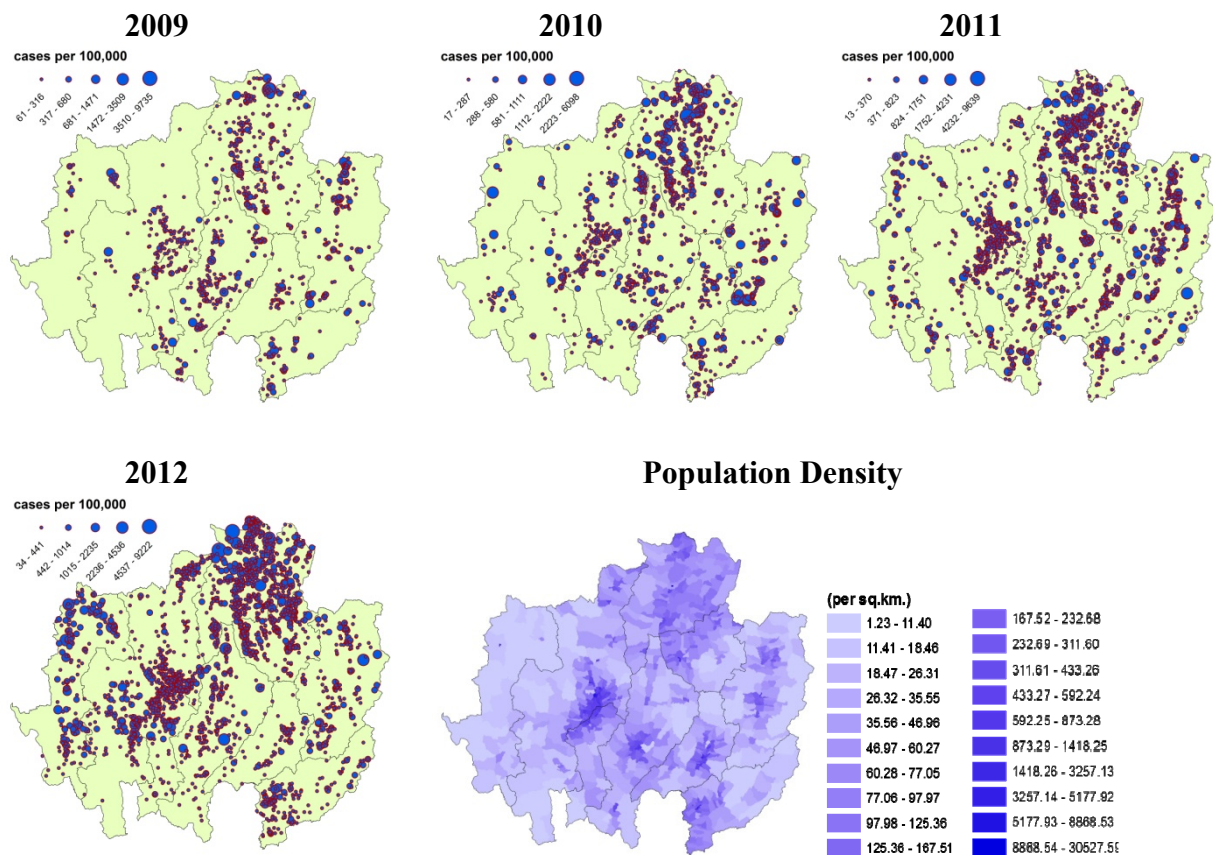 2009
cases per 100,000
61 - 316
317 - 680
681 - 1471
1472 - 3509
3510 - 9735
2010
cases per 100,000
17 - 287
288 - 580
581 - 1111
1112 - 2222
2223 - 6098
2011
cases per 100,000
13 - 370
371 - 823
824 - 1751
1752 - 4231
4232 - 9639
2012
cases per 100,000
34 - 441
442 - 1014
1015 - 2235
2236 - 4536
4537 - 9222
Population Density
(per sq.km.)
1.23 - 11.40
11.41 - 18.46
18.47 - 26.31
26.32 - 35.55
35.56 - 46.96
46.97 - 60.27
60.28 - 77.05
77.06 - 97.97
97.98 - 125.36
125.36 - 167.51
167.52 - 232.68
232.69 - 311.60
311.61 - 433.26
433.27 - 592.24
592.25 - 873.28
873.29 - 1418.25
1418.26 - 3257.13
3257.14 - 5177.92
5177.93 - 8868.53
8868.54 - 30527.59